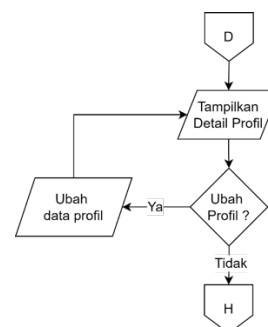 D
Tampilkan
Detail Profil
Ubah
data profil
Ya
Ubah
Profil ?
Tidak
H